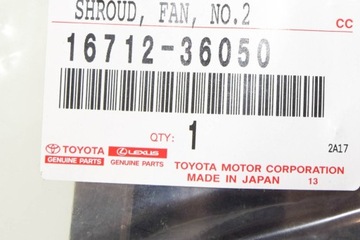 SHROUD, FAN, NO.2
CC
16712-36050
QTY: 1
2A17
TOYOTA LEXUS
GENUINE PARTS GENUINE PARTS
TOYOTA MOTOR CORPORATION
MADE IN JAPAN 13